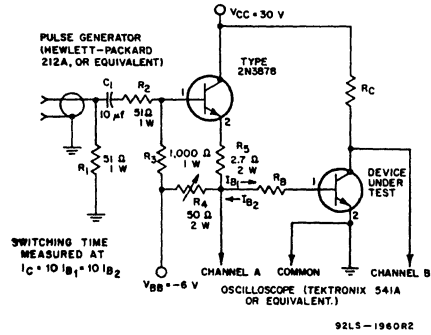 VCC = 30 V
PULSE GENERATOR
(HEWLETT-PACKARD
212A, OR EQUIVALENT)
TYPE
2N3878
C1
10 µf
R2
51Ω
1 W
1
2
RC
R1
51 Ω
1 W
R3
1,000 Ω
1 W
R5
2.7 Ω
2 W
R4
50 Ω
2 W
IB1
IB2
RB
1
2
DEVICE
UNDER
TEST
SWITCHING TIME
MEASURED AT
IC = 10 IB1 = 10 IB2
VBB = -6 V
CHANNEL A
COMMON
CHANNEL B
OSCILLOSCOPE (TEKTRONIX 541A
OR EQUIVALENT.)
92LS-1960R2